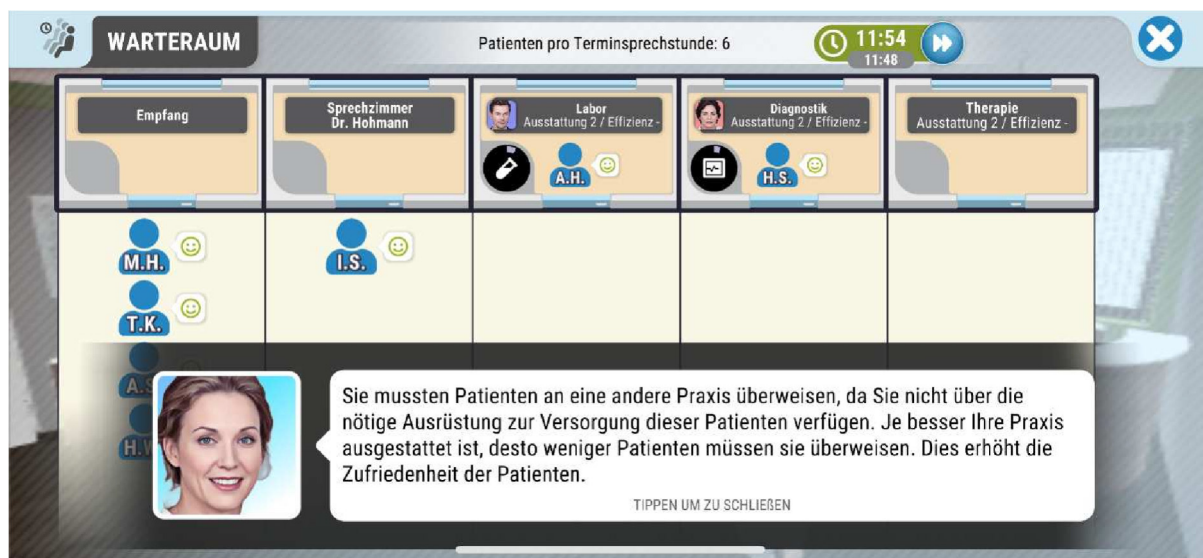 WARTERAUM
Patienten pro Terminsprechstunde: 6
11:54
11:48
Empfang
Sprechzimmer
Dr. Hohmann
Labor
Ausstattung 2 / Effizienz -
Diagnostik
Ausstattung 2 / Effizienz -
Therapie
Ausstattung 2 / Effizienz -
A.H.
H.S.
M.H.
I.S.
T.K.
A.S.
Sie mussten Patienten an eine andere Praxis überweisen, da Sie nicht über die
nötige Ausrüstung zur Versorgung dieser Patienten verfügen. Je besser Ihre Praxis
ausgestattet ist, desto weniger Patienten müssen sie überweisen. Dies erhöht die
Zufriedenheit der Patienten.
TIPPEN UM ZU SCHLIEẞEN